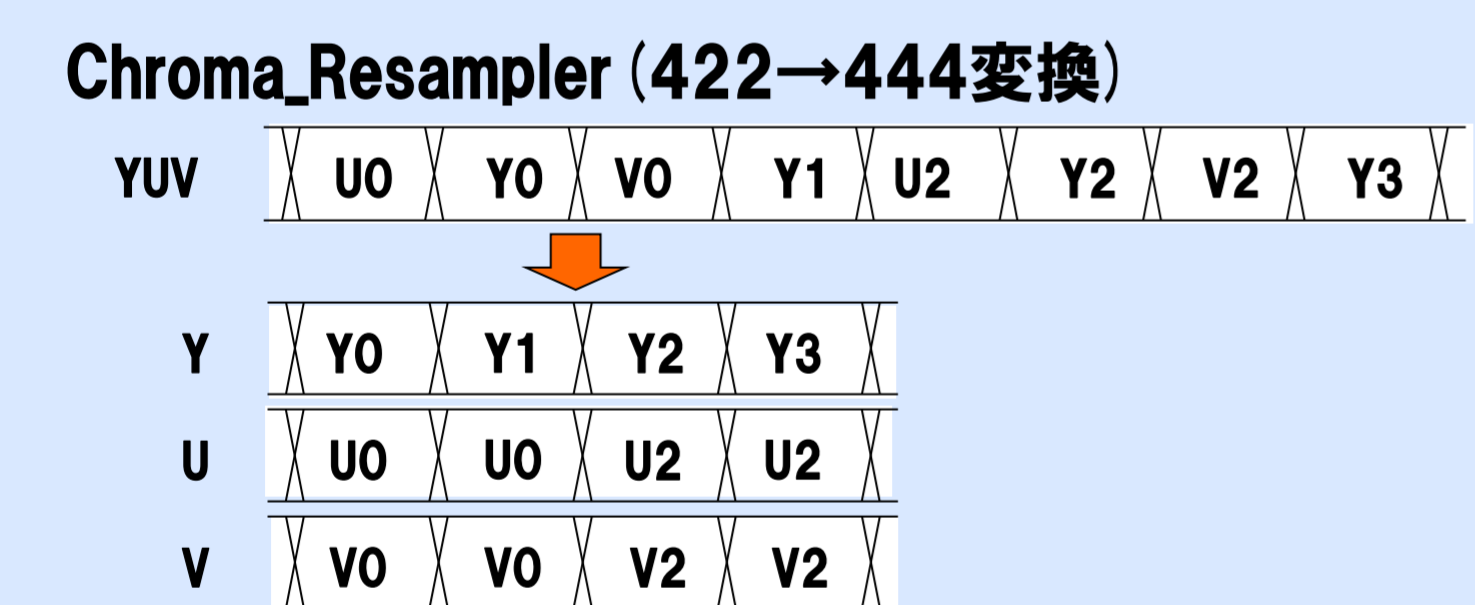 Chroma_Resampler(422→444変換)
YUV U0 Y0 V0 Y1 U2 Y2 V2 Y3
Y Y0 Y1 Y2 Y3
U U0 U0 U2 U2
V V0 V0 V2 V2